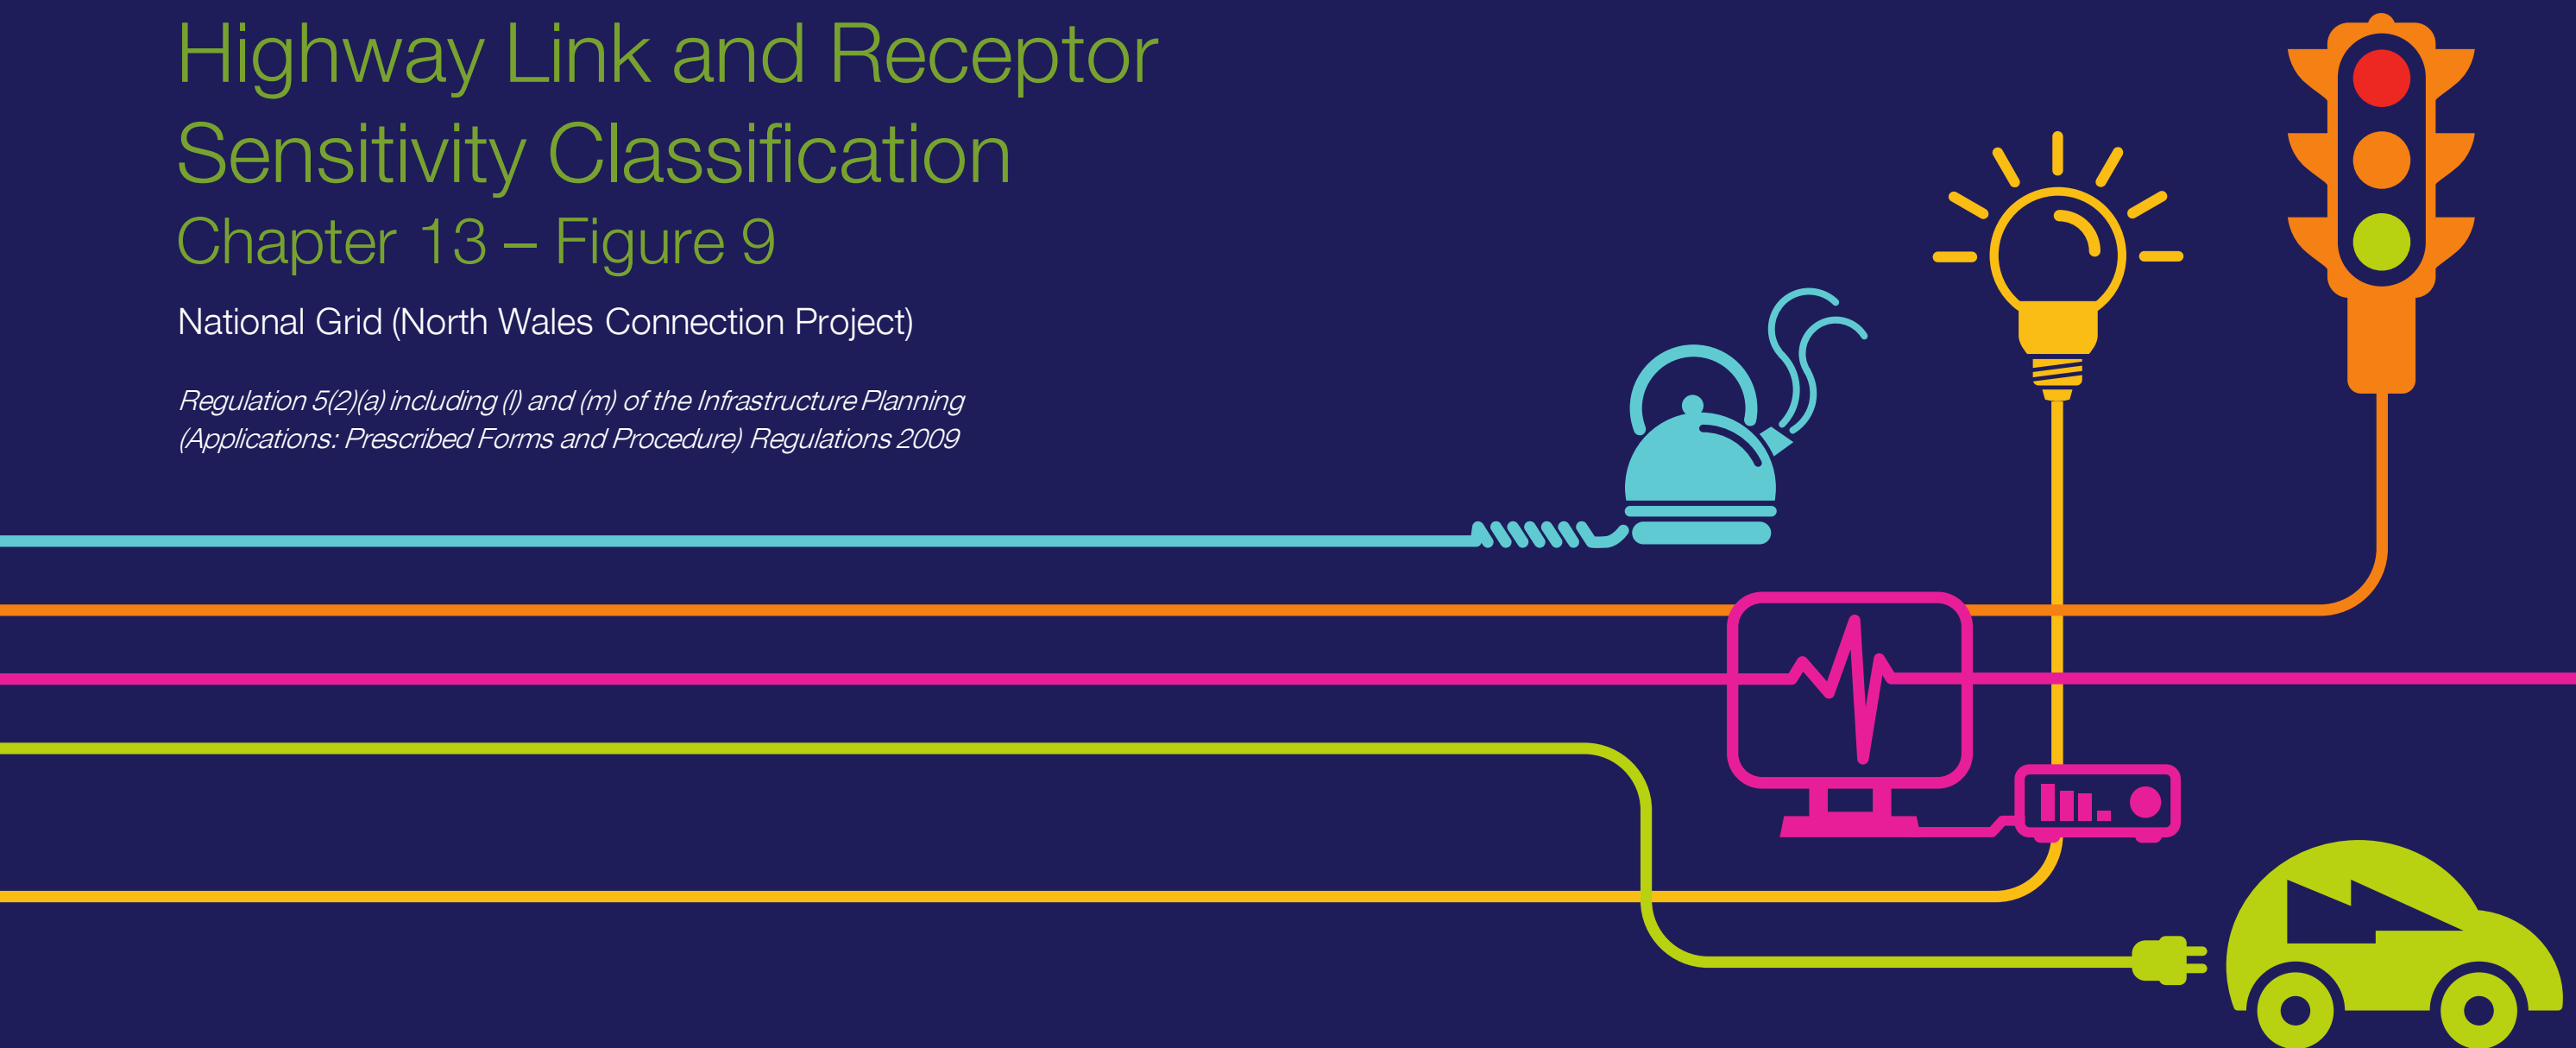 Highway Link and Receptor
Sensitivity Classification
Chapter 13 – Figure 9
National Grid (North Wales Connection Project)
Regulation 5(2)(a) including (l) and (m) of the Infrastructure Planning
(Applications: Prescribed Forms and Procedure) Regulations 2009